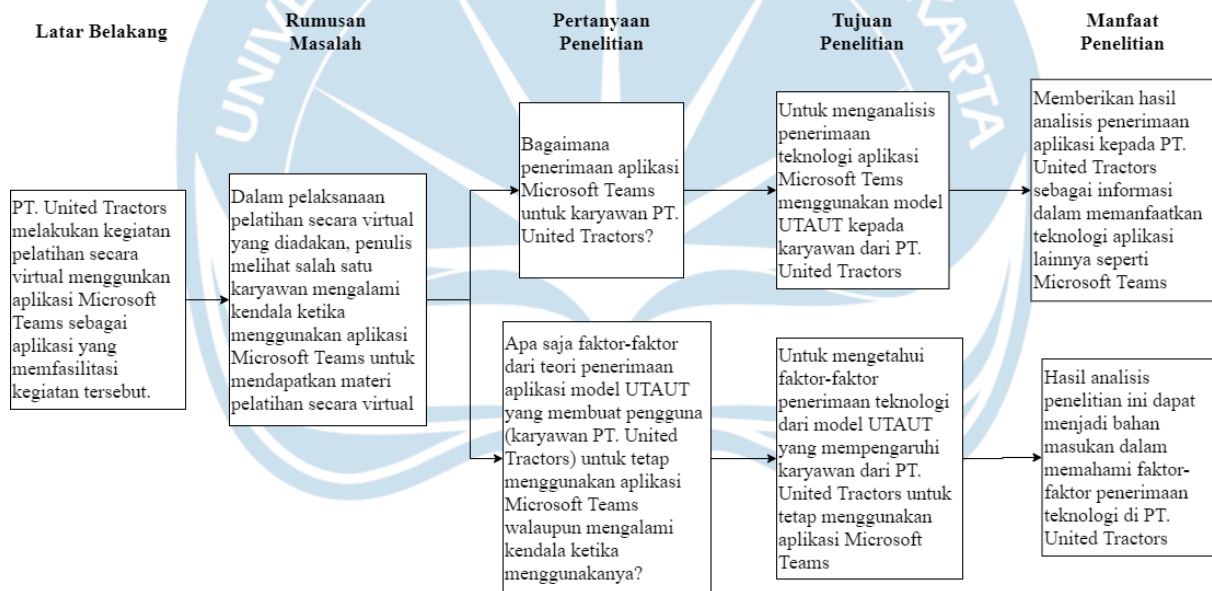 Latar Belakang
Rumusan
Masalah
Pertanyaan
Penelitian
Tujuan
Penelitian
Manfaat
Penelitian
PT. United Tractors
melakukan kegiatan
pelatihan secara
virtual menggunkan
aplikasi Microsoft
Teams sebagai
aplikasi yang
memfasilitasi
kegiatan tersebut.
Dalam pelaksanaan
pelatihan secara virtual
yang diadakan, penulis
melihat salah satu
karyawan mengalami
kendala ketika
menggunakan aplikasi
Microsoft Teams untuk
mendapatkan materi
pelatihan secara virtual
Bagaimana
penerimaan aplikasi
Microsoft Teams
untuk karyawan PT.
United Tractors?
Untuk menganalisis
penerimaan
teknologi aplikasi
Microsoft Tems
menggunakan model
UTAUT kepada
karyawan dari PT.
United Tractors
Memberikan hasil
analisis penerimaan
aplikasi kepada PT.
United Tractors
sebagai informasi
dalam memanfaatkan
teknologi aplikasi
lainnya seperti
Microsoft Teams
Apa saja faktor-faktor
dari teori penerimaan
aplikasi model UTAUT
yang membuat pengguna
(karyawan PT. United
Tractors) untuk tetap
menggunakan aplikasi
Microsoft Teams
walaupun mengalami
kendala ketika
menggunakanya?
Untuk mengetahui
faktor-faktor
penerimaan teknologi
dari model UTAUT
yang mempengaruhi
karyawan dari PT.
United Tractors untuk
tetap menggunakan
aplikasi Microsoft
Teams
Hasil analisis
penelitian ini dapat
menjadi bahan
masukan dalam
memahami faktor-
faktor penerimaan
teknologi di PT.
United Tractors